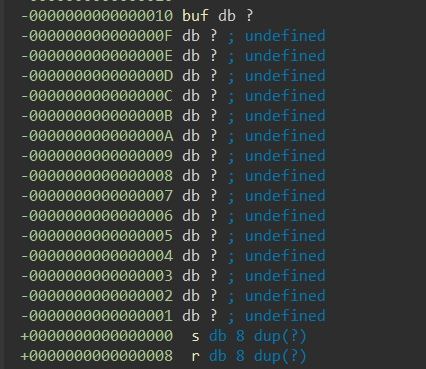 -0000000000000010 buf db ?
-000000000000000F db ? ; undefined
-000000000000000E db ? ; undefined
-000000000000000D db ? ; undefined
-000000000000000C db ? ; undefined
-000000000000000B db ? ; undefined
-000000000000000A db ? ; undefined
-0000000000000009 db ? ; undefined
-0000000000000008 db ? ; undefined
-0000000000000007 db ? ; undefined
-0000000000000006 db ? ; undefined
-0000000000000005 db ? ; undefined
-0000000000000004 db ? ; undefined
-0000000000000003 db ? ; undefined
-0000000000000002 db ? ; undefined
-0000000000000001 db ? ; undefined
+0000000000000000  s db 8 dup(?)
+0000000000000008  r db 8 dup(?)